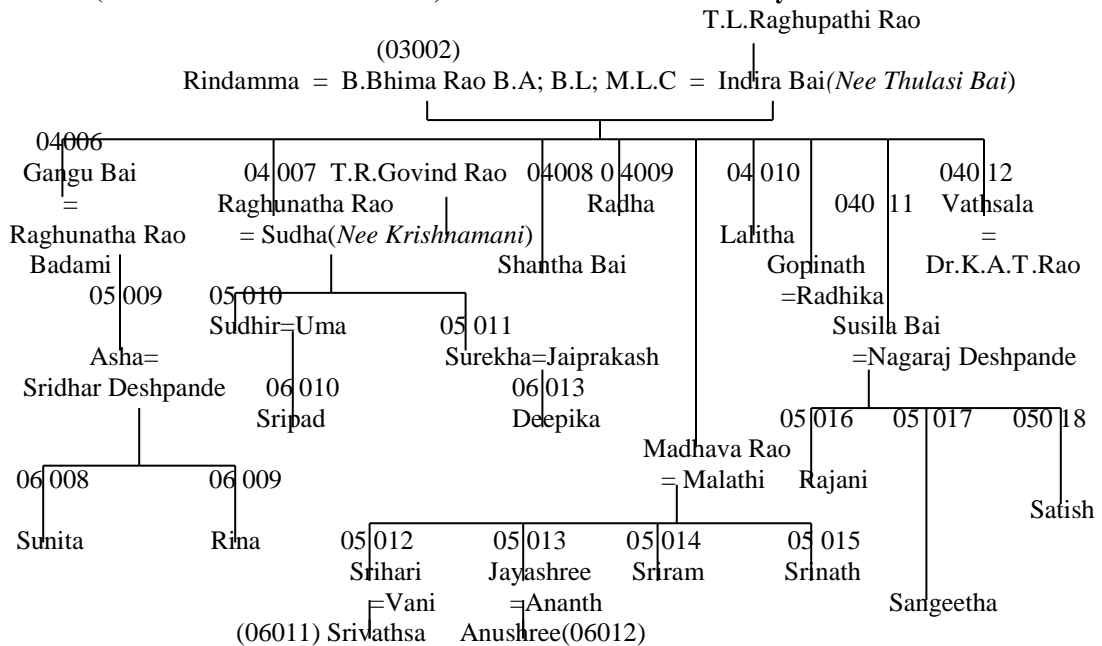 T.L.Raghupathi Rao
(03002)
Rindamma = B.Bhima Rao B.A; B.L; M.L.C = Indira Bai(Nee Thulasi Bai)
04006
Gangu Bai 04 007 T.R.Govind Rao 04008 0 4009 04 010 040 12
= Raghunatha Rao Radha 040 11 Vathsala
Raghunatha Rao = Sudha(Nee Krishnamani) Lalitha =
Badami Shantha Bai Gopinath Dr.K.A.T.Rao
05 009 05 010 =Radhika
Sudhir=Uma 05 011 Susila Bai
Asha= Surekha=Jaiprakash =Nagaraj Deshpande
Sridhar Deshpande 06 010 06 013
Sripad Deepika 05 016 05 017 050 18
Madhava Rao
06 008 06 009 = Malathi Rajani
Satish
Sunita Rina 05 012 05 013 05 014 05 015
Srihari Jayashree Sriram Srinath
=Vani =Ananth Sangeetha
(06011) Srivathsa Anushree(06012)